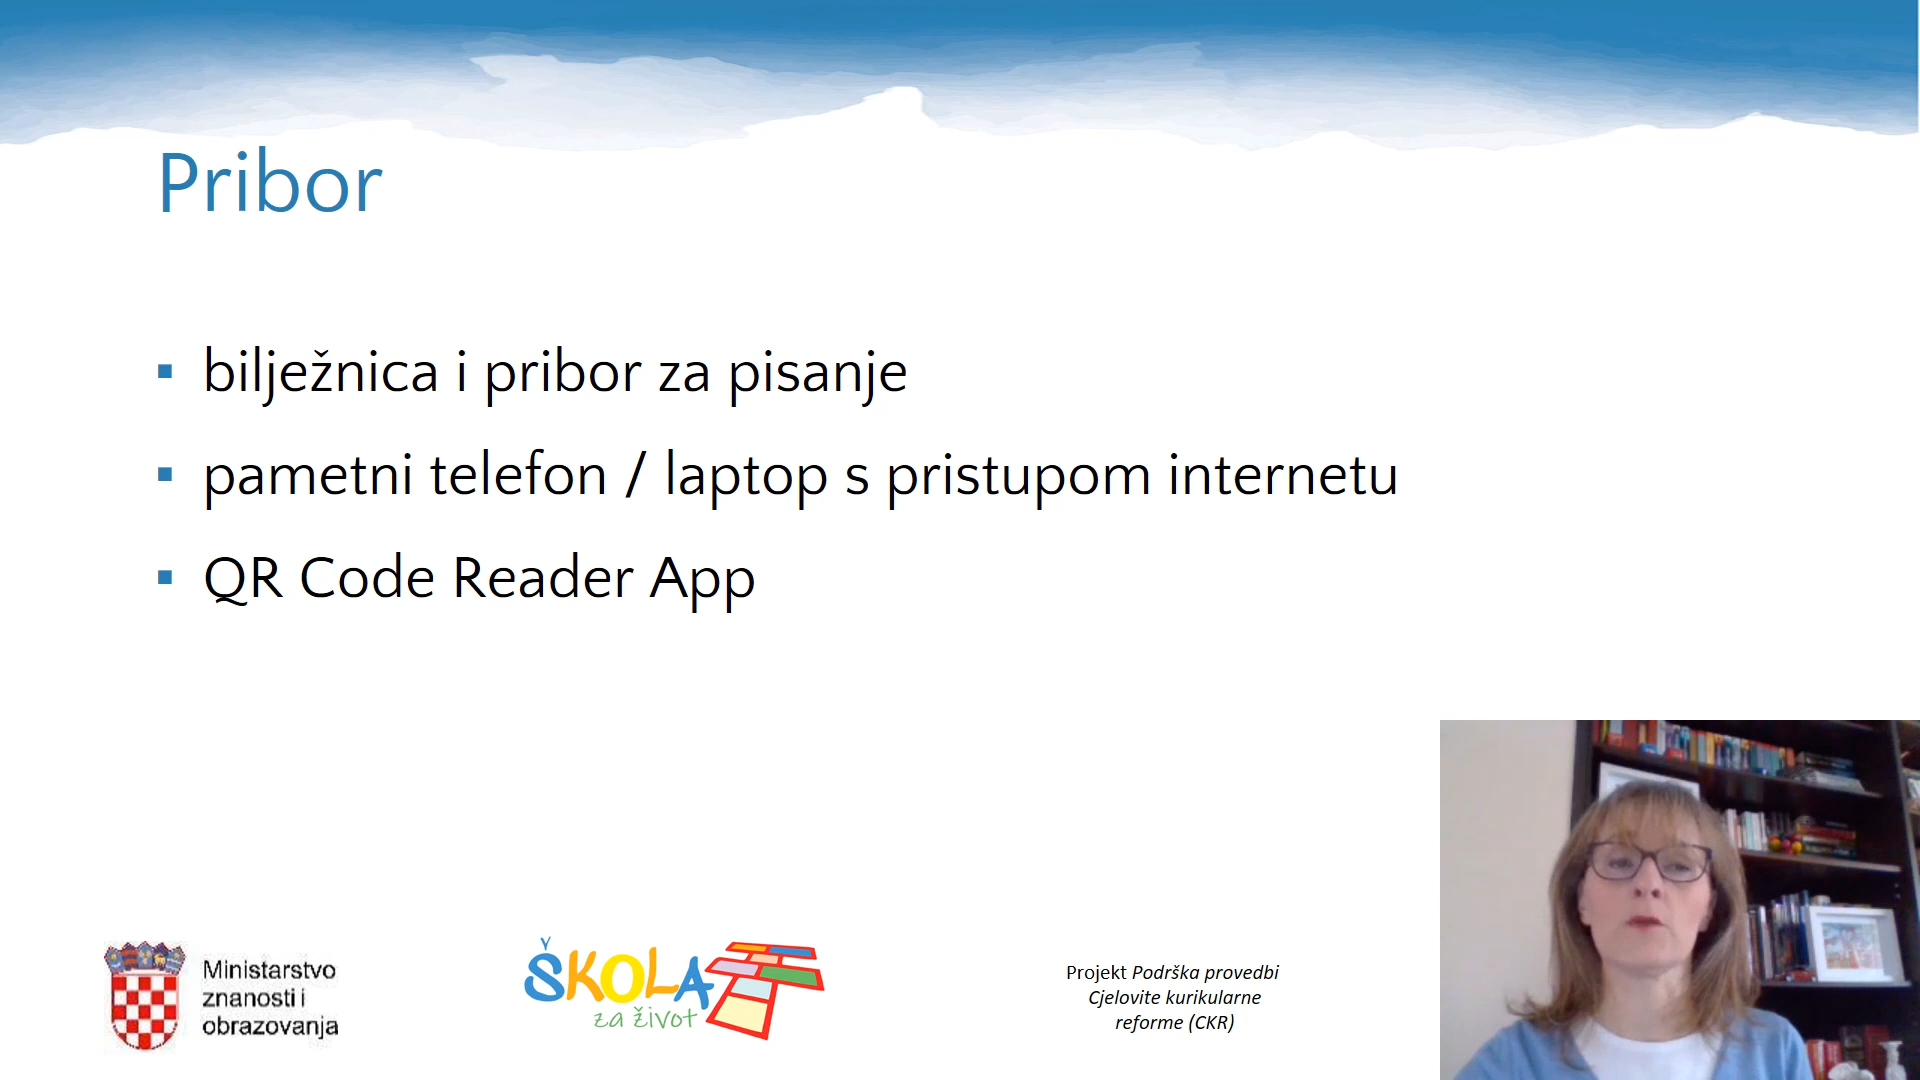 Pribor
bilježnica i pribor za pisanje
pametni telefon / laptop s pristupom internetu
QR Code Reader App
Ministarstvo
znanosti i
obrazovanja
ŠKOLA
za život
Projekt Podrška provedbi
Cjelovite kurikularne
reforme (CKR)